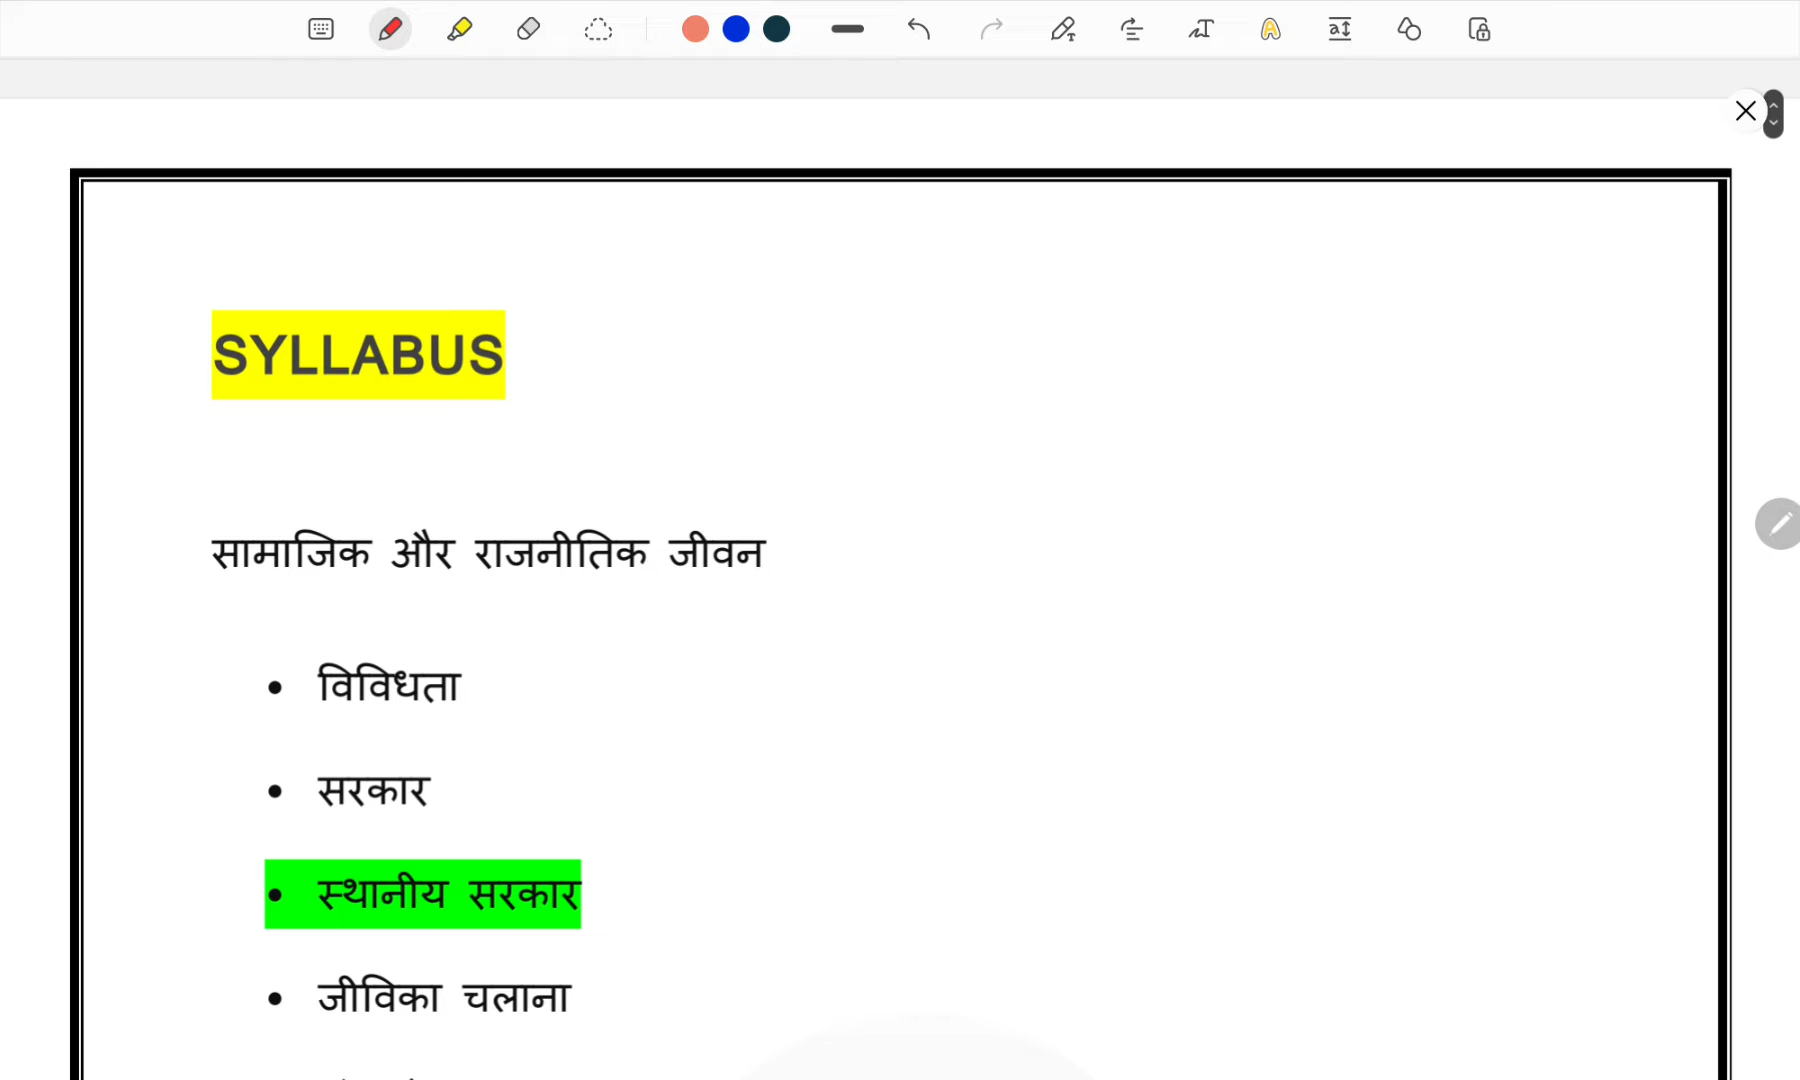 SYLLABUS
सामाजिक और राजनीतिक जीवन
• विविधता
• सरकार
• स्थानीय सरकार
• जीविका चलाना